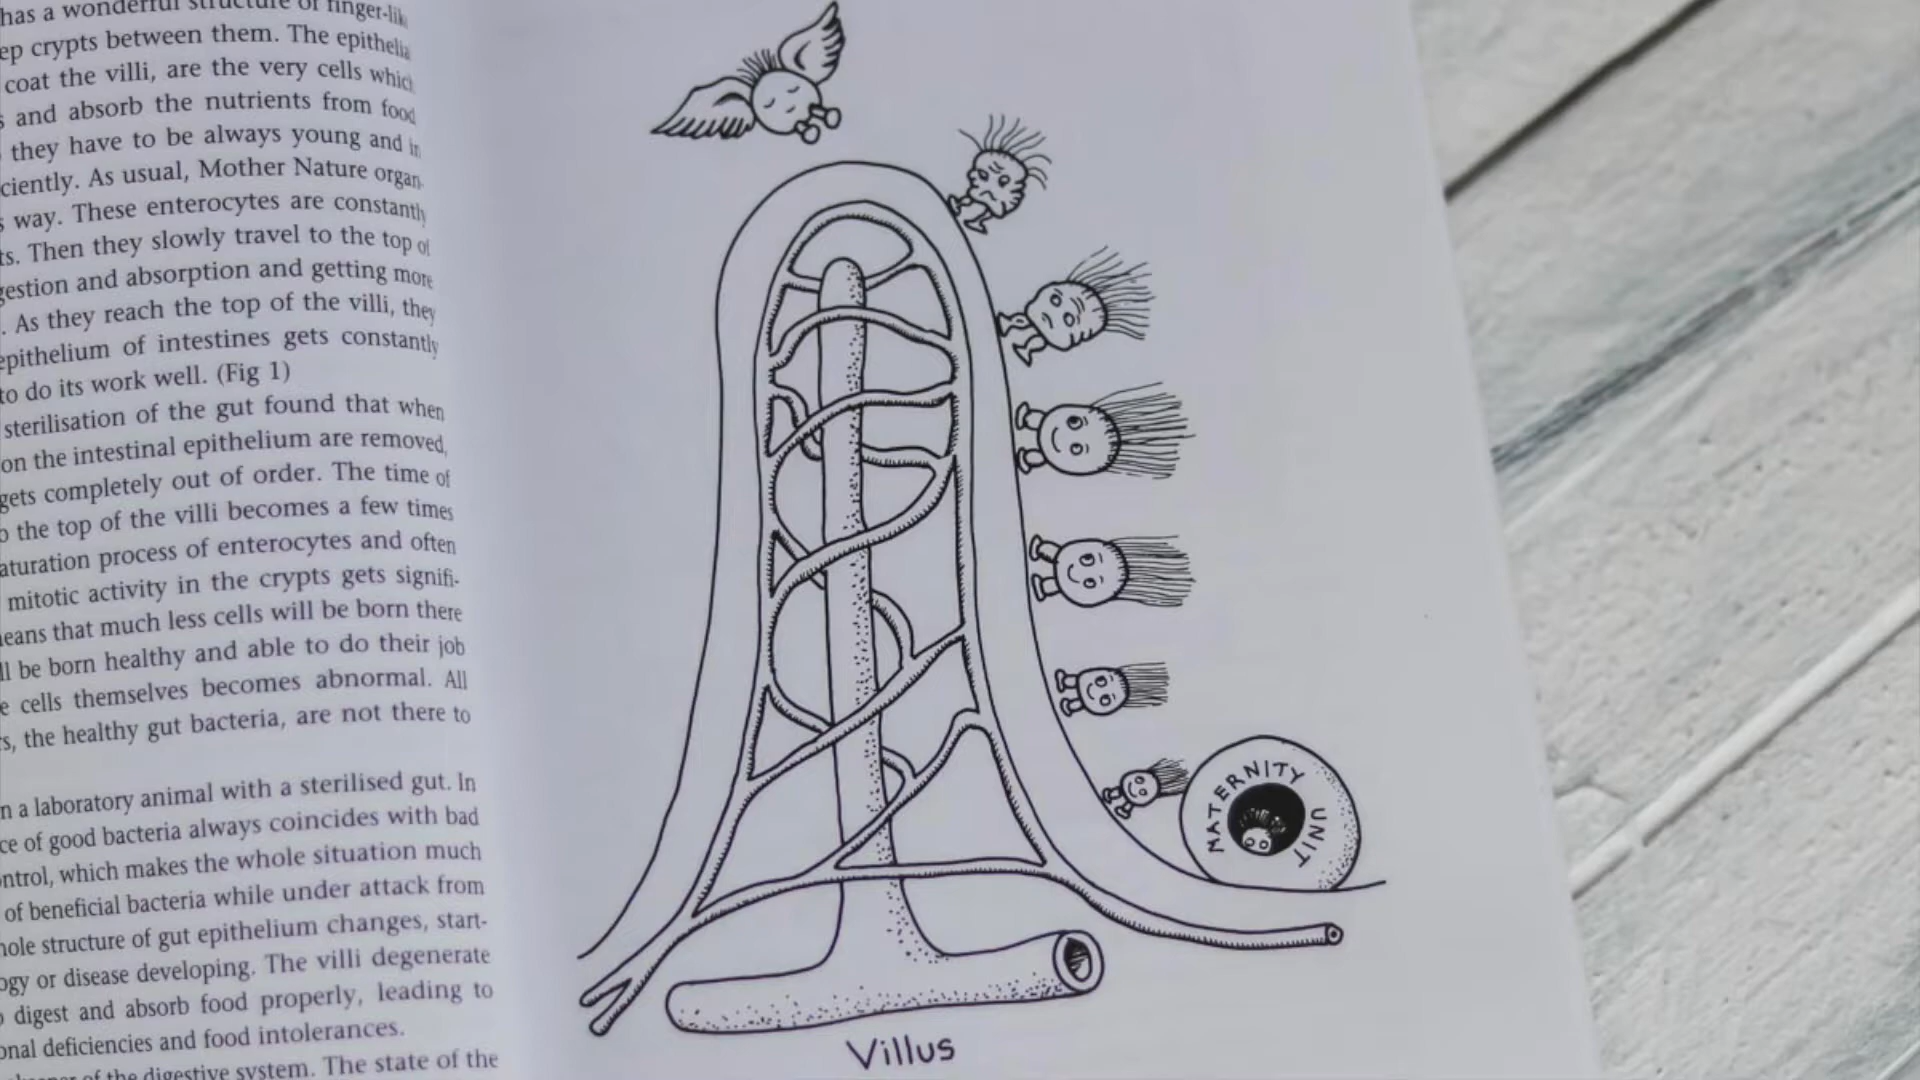 has a wonderful structure of finger-lik
ep crypts between them. The epithelia
coat the villi, are the very cells which
s and absorb the nutrients from food
they have to be always young and in
ciently. As usual, Mother Nature organ-
s way. These enterocytes are constantly
ts. Then they slowly travel to the top of
gestion and absorption and getting more
. As they reach the top of the villi, they
epithelium of intestines gets constantly
to do its work well. (Fig 1)
sterilisation of the gut found that when
on the intestinal epithelium are removed,
gets completely out of order. The time of
o the top of the villi becomes a few times
aturation process of enterocytes and often
mitotic activity in the crypts gets signifi-
eans that much less cells will be born there
ll be born healthy and able to do their job
e cells themselves becomes abnormal. All
s, the healthy gut bacteria, are not there to
n a laboratory animal with a sterilised gut. In
ce of good bacteria always coincides with bad
ontrol, which makes the whole situation much
of beneficial bacteria while under attack from
hole structure of gut epithelium changes, start-
ogy or disease developing. The villi degenerate
o digest and absorb food properly, leading to
onal deficiencies and food intolerances.
of the digestive system. The state of the
MATERNITY UNIT
Villus